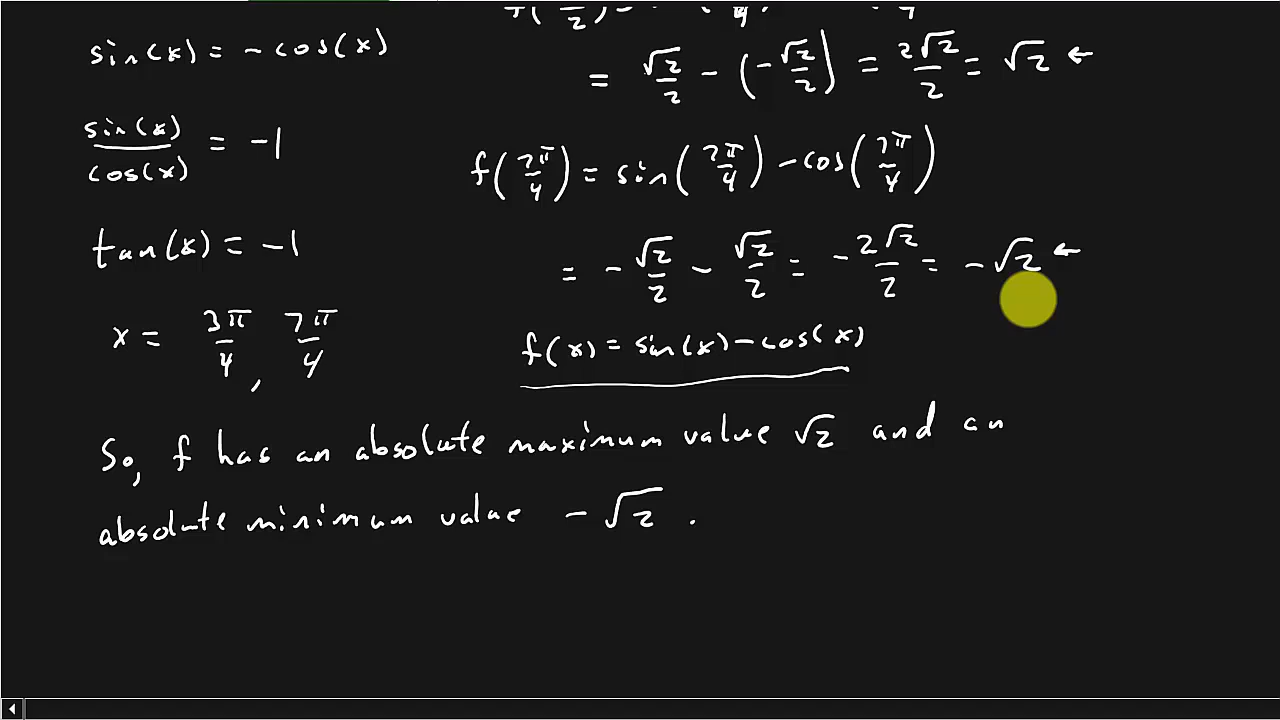 sin(x) = - cos(x)
sin(x)/cos(x) = -1
tan(x) = -1
x = 3π/4, 7π/4
= √2/2 - (-√2/2) = 2√2/2 = √2 ←
f(7π/4) = sin(7π/4) - cos(7π/4)
= - √2/2 - √2/2 = - 2√2/2 = - √2 ←
f(x) = sin(x) - cos(x)
So, f has an absolute maximum value √2 and an
absolute minimum value - √2 .